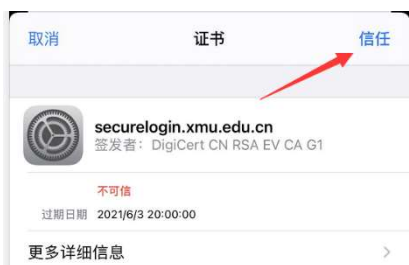 取消 证书 信任
securelogin.xmu.edu.cn
签发者： DigiCert CN RSA EV CA G1
不可信
过期日期 2021/6/3 20:00:00
更多详细信息